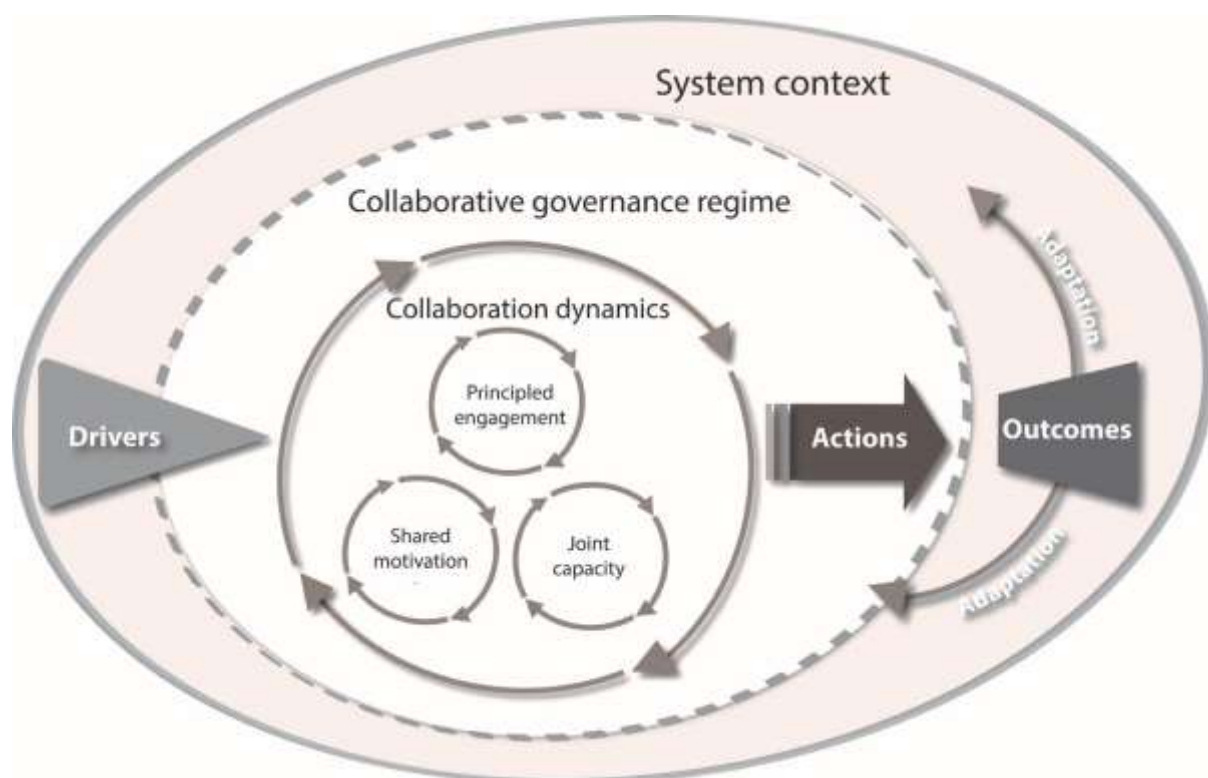 System context
Collaborative governance regime
Adaptation
Collaboration dynamics
Principled
engagement
Drivers
Actions
Outcomes
Shared
motivation
Joint
capacity
Adaptation